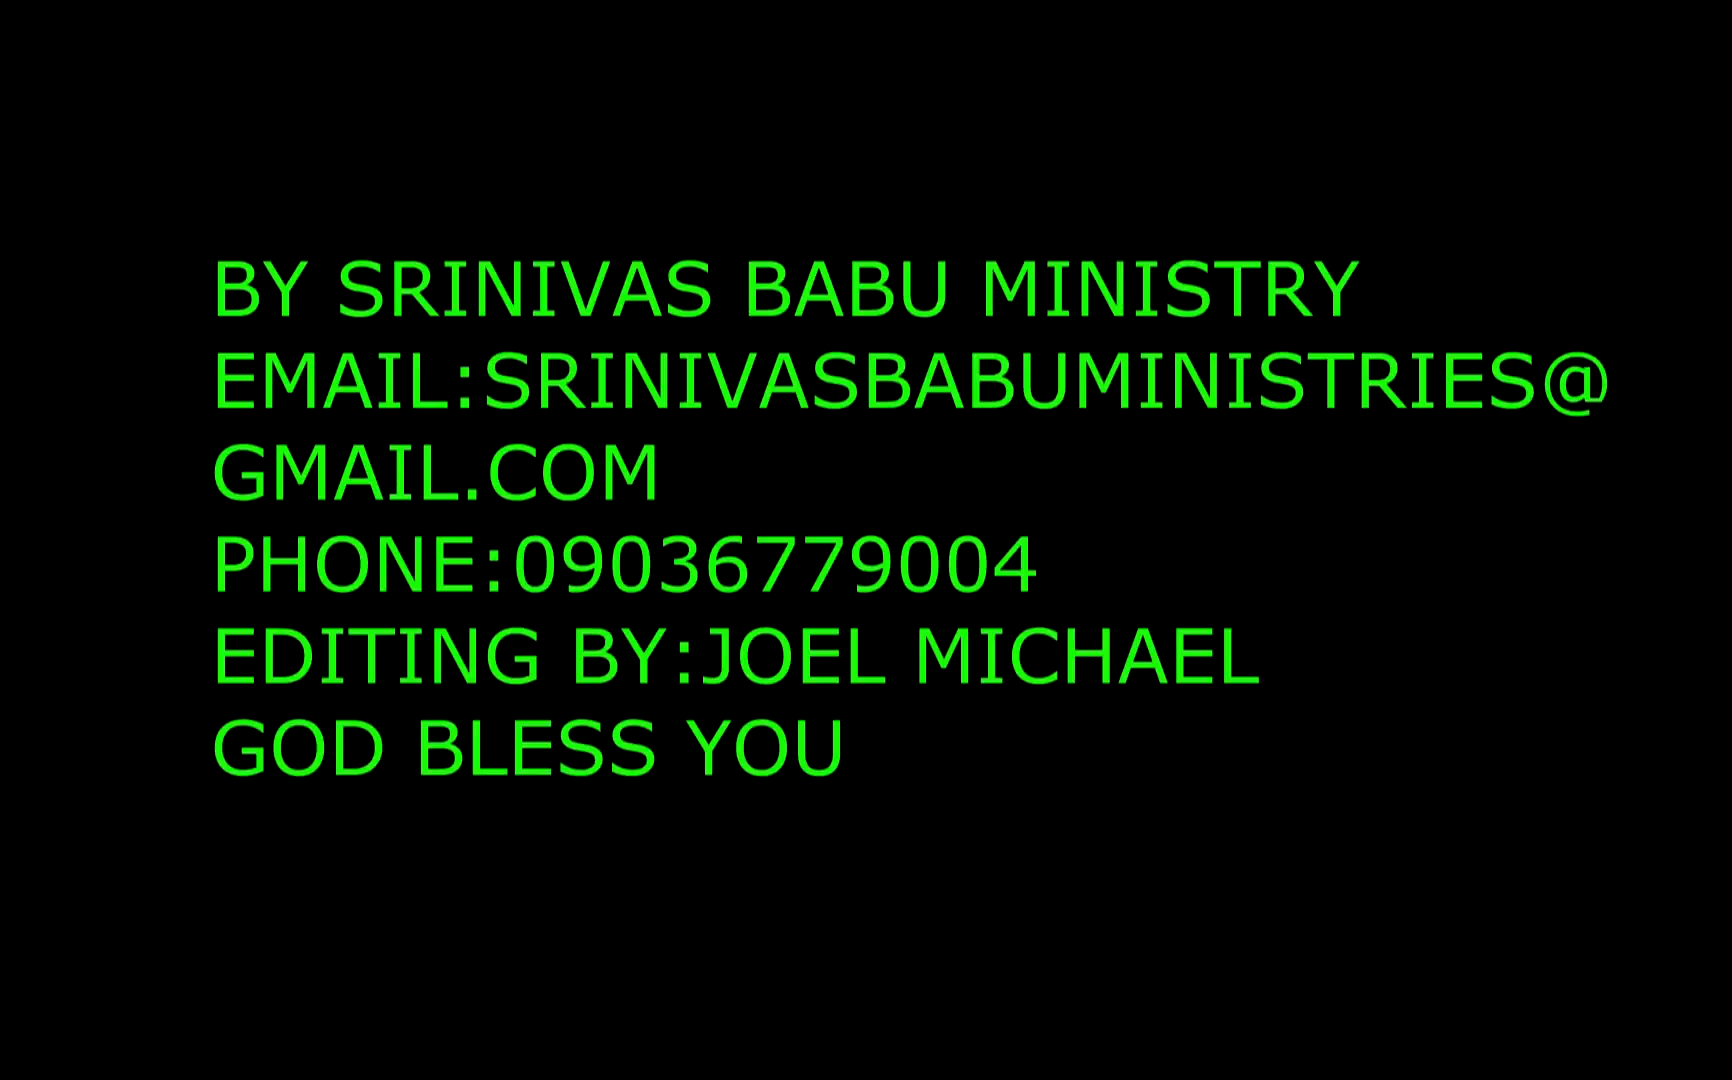 BY SRINIVAS BABU MINISTRY
EMAIL:SRINIVASBABUMINISTRIES@
GMAIL.COM
PHONE:09036779004
EDITING BY:JOEL MICHAEL
GOD BLESS YOU